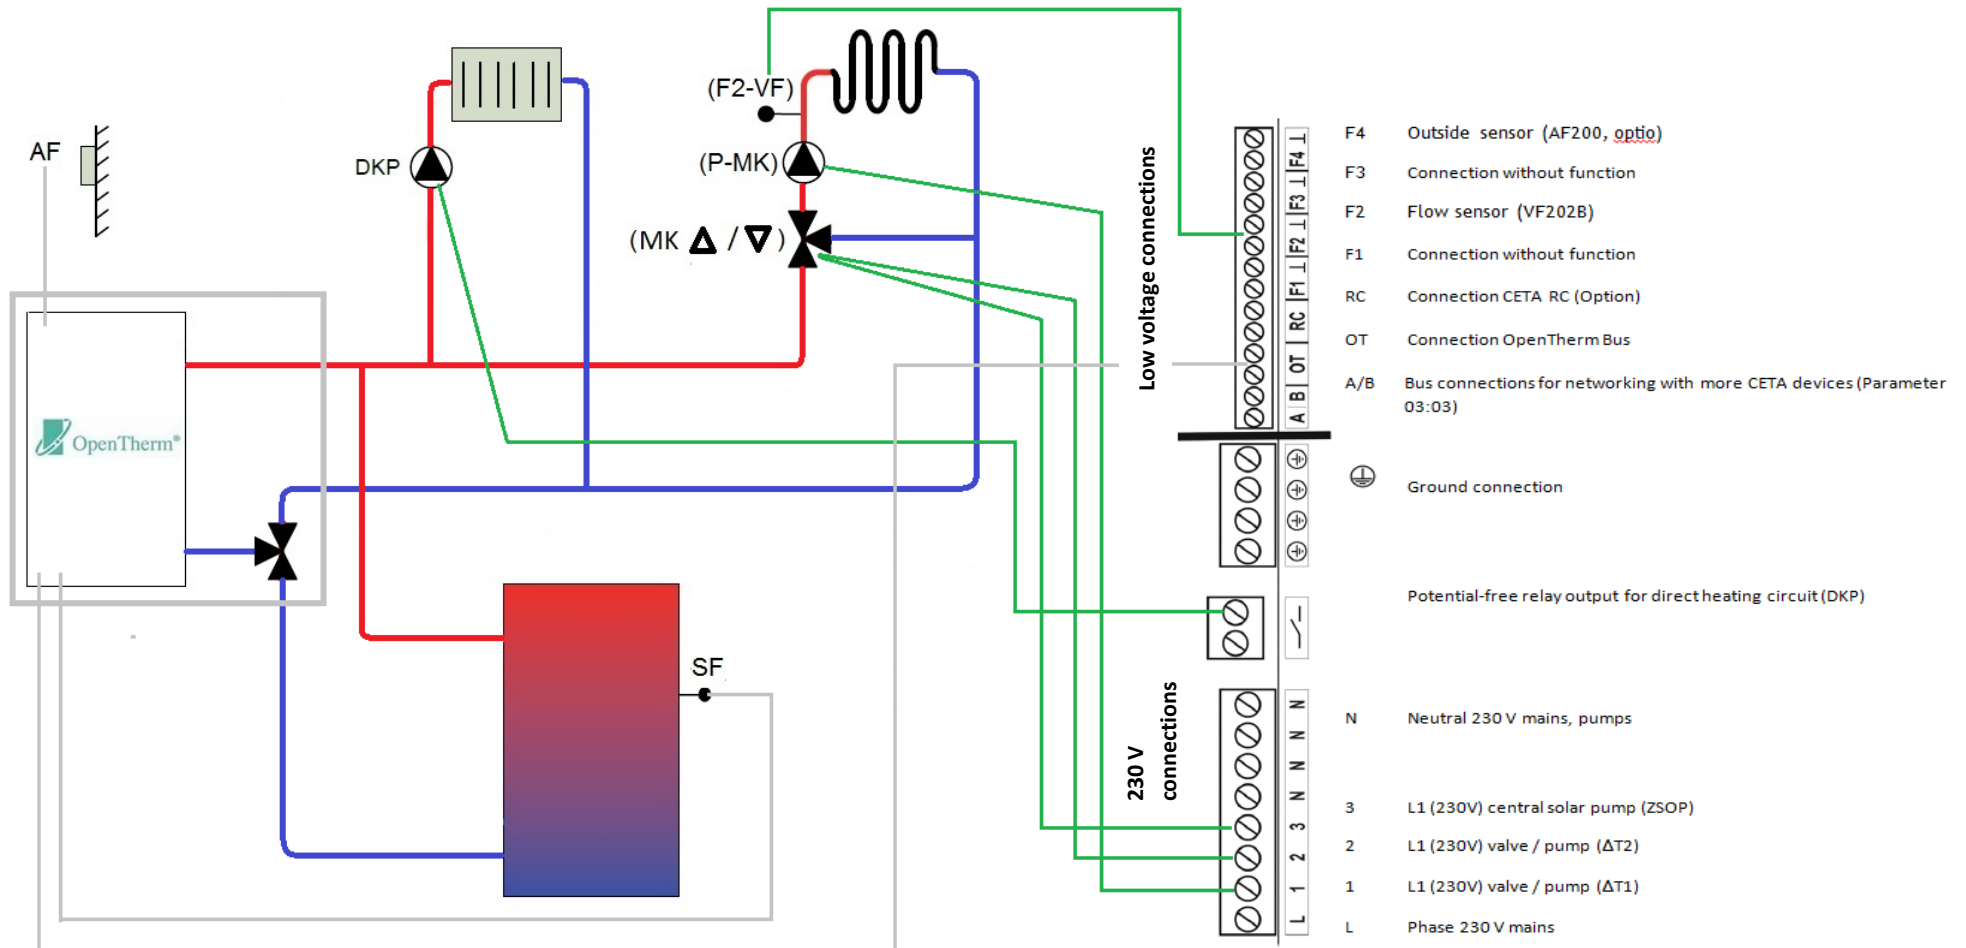 AF
DKP
(F2-VF)
(P-MK)
(MK △ / ▽ )
OpenTherm®
SF
Low voltage connections
230 V
connections
F4 ⊥
F3 ⊥
F2 ⊥
F1 ⊥
RC
OT
B
A
N
N
N
N
3
2
1
L
F4 Outside sensor (AF200, optio)
F3 Connection without function
F2 Flow sensor (VF202B)
F1 Connection without function
RC Connection CETA RC (Option)
OT Connection OpenTherm Bus
A/B Bus connections for networking with more CETA devices (Parameter
03:03)
Ground connection
Potential-free relay output for direct heating circuit (DKP)
N Neutral 230 V mains, pumps
3 L1 (230V) central solar pump (ZSOP)
2 L1 (230V) valve / pump (ΔT2)
1 L1 (230V) valve / pump (ΔT1)
L Phase 230 V mains